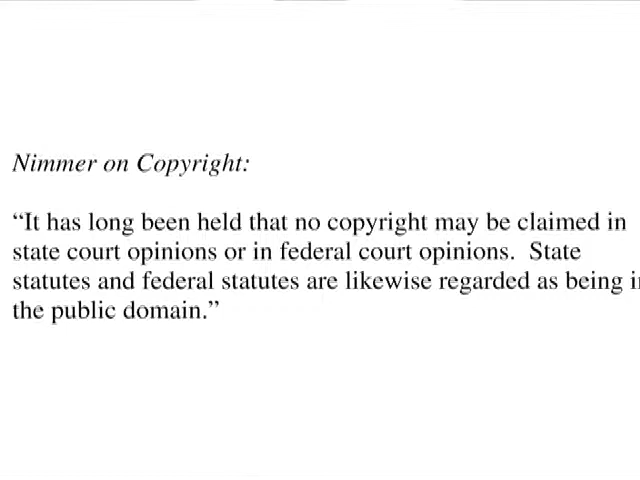 Nimmer on Copyright:
“It has long been held that no copyright may be claimed in
state court opinions or in federal court opinions.  State
statutes and federal statutes are likewise regarded as being
the public domain.”